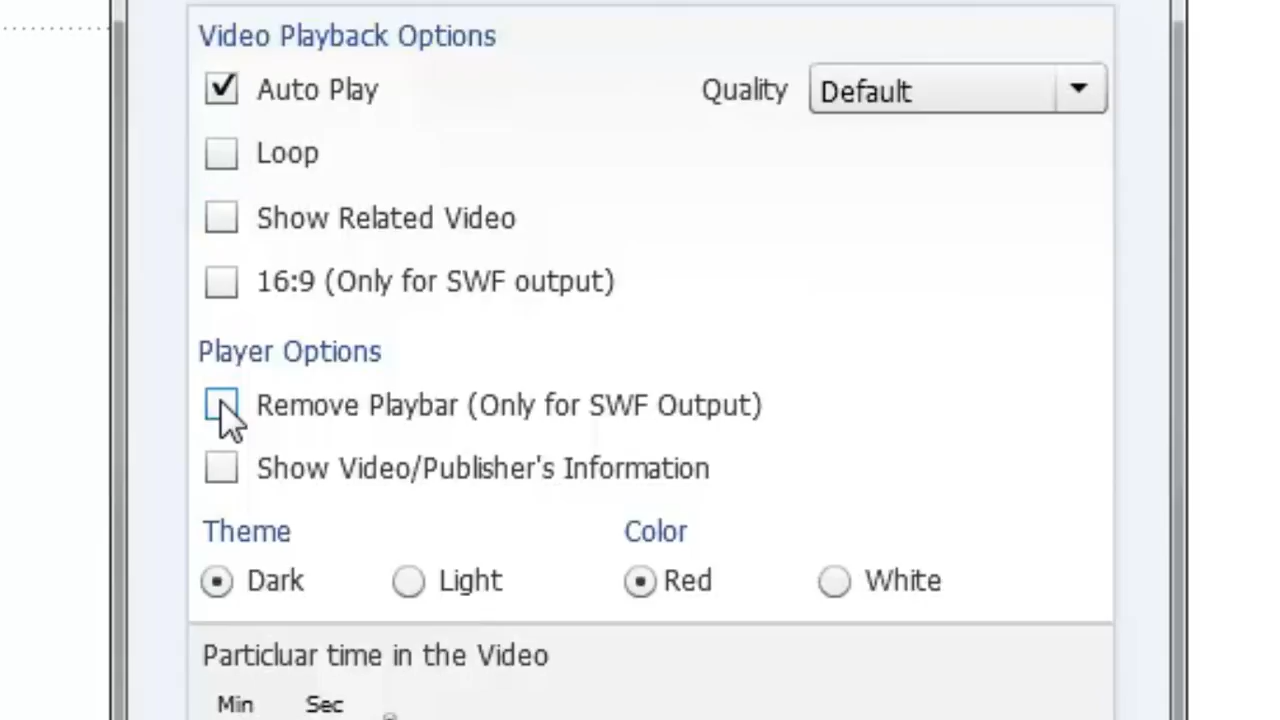 Video Playback Options
Auto Play Quality Default
Loop
Show Related Video
16:9 (Only for SWF output)
Player Options
Remove Playbar (Only for SWF Output)
Show Video/Publisher's Information
Theme Color
Dark Light Red White
Particluar time in the Video
Min Sec